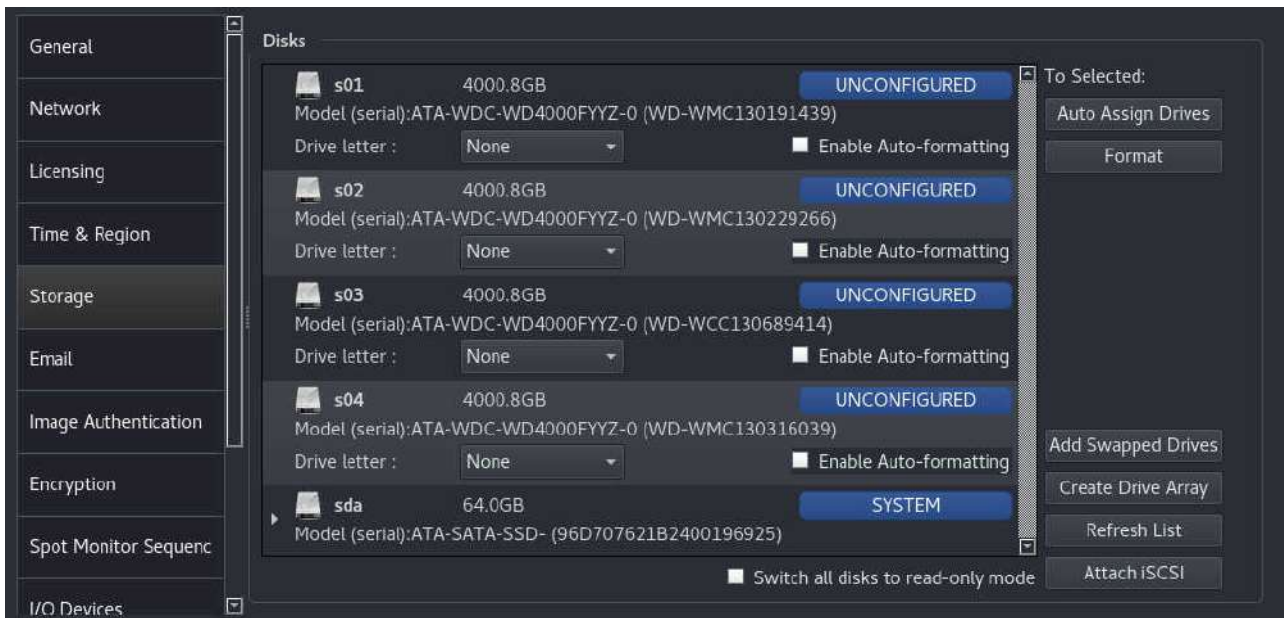 General
Network
Licensing
Time & Region
Storage
Email
Image Authentication
Encryption
Spot Monitor Sequenc
I/O Devices
Disks
s01 4000.8GB UNCONFIGURED
Model (serial):ATA-WDC-WD4000FYYZ-0 (WD-WMC130191439)
Drive letter : None Enable Auto-formatting
s02 4000.8GB UNCONFIGURED
Model (serial):ATA-WDC-WD4000FYYZ-0 (WD-WMC130229266)
Drive letter : None Enable Auto-formatting
s03 4000.8GB UNCONFIGURED
Model (serial):ATA-WDC-WD4000FYYZ-0 (WD-WCC130689414)
Drive letter : None Enable Auto-formatting
s04 4000.8GB UNCONFIGURED
Model (serial):ATA-WDC-WD4000FYYZ-0 (WD-WMC130316039)
Drive letter : None Enable Auto-formatting
sda 64.0GB SYSTEM
Model (serial):ATA-SATA-SSD- (96D707621B2400196925)
Switch all disks to read-only mode
To Selected:
Auto Assign Drives
Format
Add Swapped Drives
Create Drive Array
Refresh List
Attach iSCSI